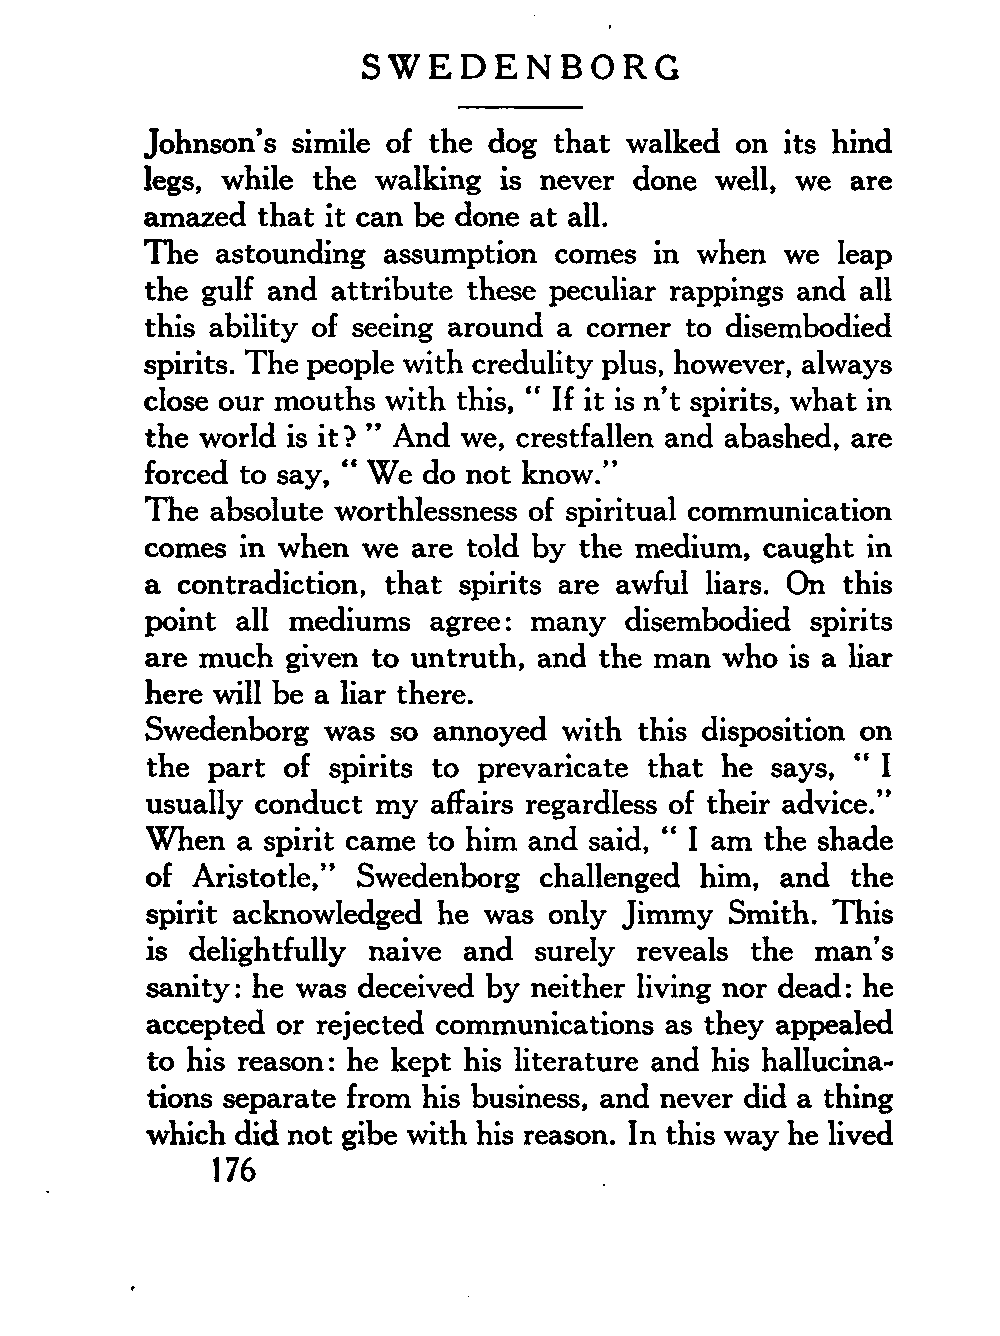 SWEDENBORG
Johnson's simile of the dog that walked on its hind
legs, while the walking is never done well, we are
amazed that it can be done at all.
The astounding assumption comes in when we leap
the gulf and attribute these peculiar rappings and all
this ability of seeing around a corner to disembodied
spirits. The people with credulity plus, however, always
close our mouths with this, “ If it is n't spirits, what in
the world is it? ” And we, crestfallen and abashed, are
forced to say, “ We do not know.”
The absolute worthlessness of spiritual communication
comes in when we are told by the medium, caught in
a contradiction, that spirits are awful liars. On this
point all mediums agree: many disembodied spirits
are much given to untruth, and the man who is a liar
here will be a liar there.
Swedenborg was so annoyed with this disposition on
the part of spirits to prevaricate that he says, “ I
usually conduct my affairs regardless of their advice.”
When a spirit came to him and said, “ I am the shade
of Aristotle,” Swedenborg challenged him, and the
spirit acknowledged he was only Jimmy Smith. This
is delightfully naive and surely reveals the man's
sanity: he was deceived by neither living nor dead: he
accepted or rejected communications as they appealed
to his reason: he kept his literature and his hallucina-
tions separate from his business, and never did a thing
which did not gibe with his reason. In this way he lived
176